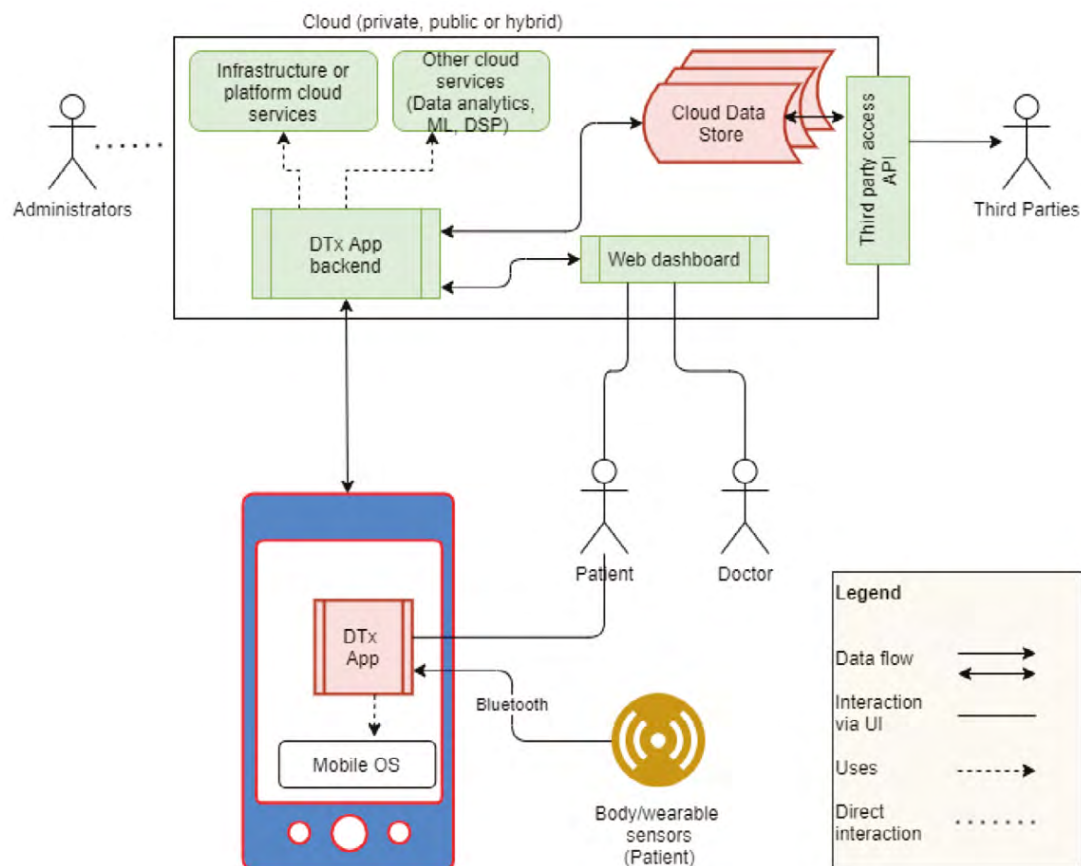 Cloud (private, public or hybrid)
Infrastructure or
platform cloud
services
Other cloud
services
(Data analytics,
ML, DSP)
Cloud Data
Store
Third party access
API
Administrators
Third Parties
DTx App
backend
Web dashboard
Patient
Doctor
DTx
App
Bluetooth
Mobile OS
Body/wearable
sensors
(Patient)
Legend
Data flow
Interaction
via UI
Uses
Direct
interaction